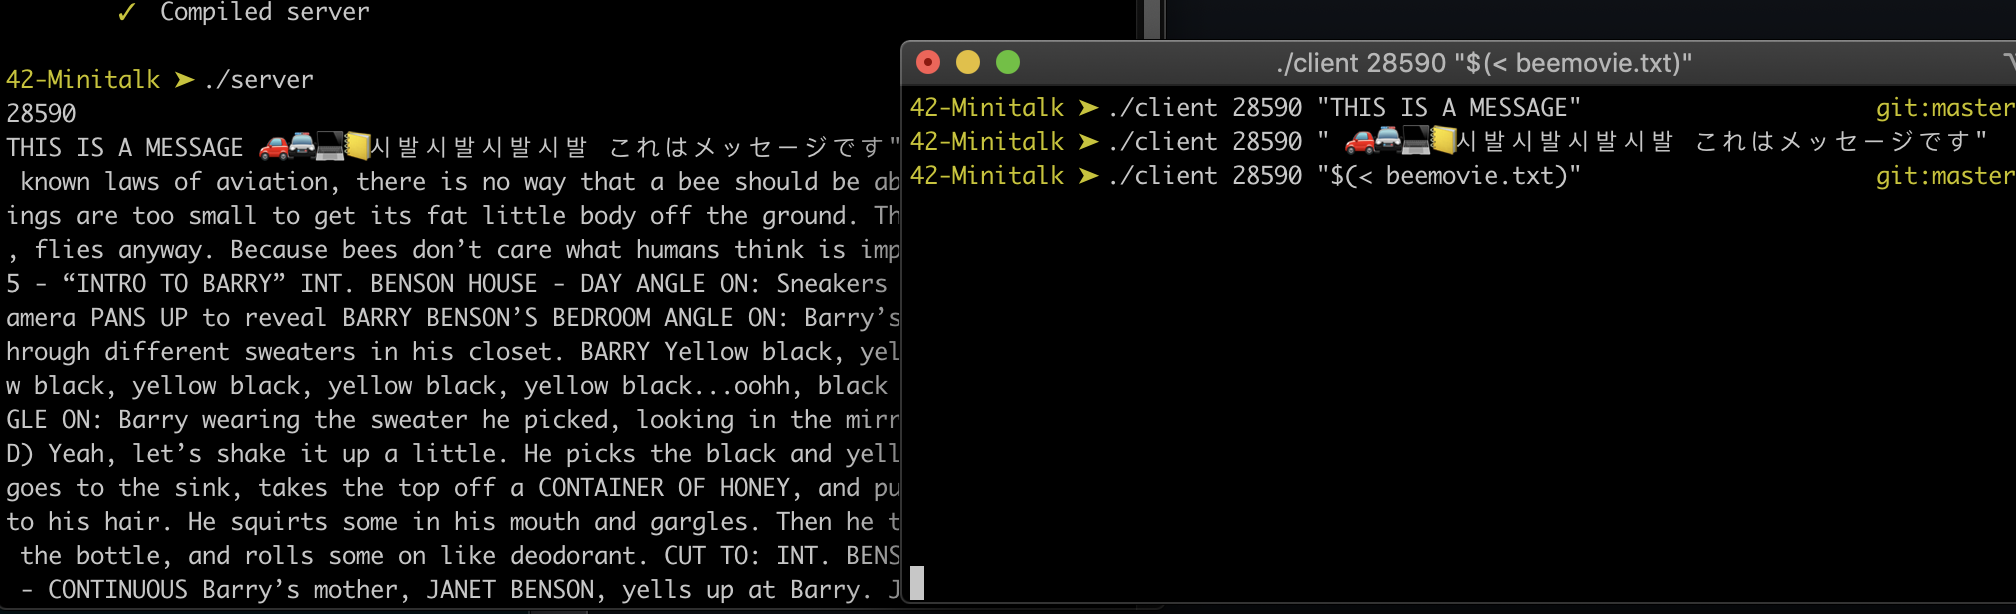 ✓ Compiled server
42-Minitalk ➤ ./server
28590
THIS IS A MESSAGE 🚗🚔💻📒시발시발시발시발 これはメッセージです"
known laws of aviation, there is no way that a bee should be
ings are too small to get its fat little body off the ground.
, flies anyway. Because bees don’t care what humans think is
5 - “INTRO TO BARRY” INT. BENSON HOUSE - DAY ANGLE ON: Sneakers
amera PANS UP to reveal BARRY BENSON’S BEDROOM ANGLE ON: Barry’s
hrough different sweaters in his closet. BARRY Yellow black,
w black, yellow black, yellow black, yellow black...oohh, black
GLE ON: Barry wearing the sweater he picked, looking in the
D) Yeah, let’s shake it up a little. He picks the black and
goes to the sink, takes the top off a CONTAINER OF HONEY, and
to his hair. He squirts some in his mouth and gargles. Then he
the bottle, and rolls some on like deodorant. CUT TO: INT.
- CONTINUOUS Barry’s mother, JANET BENSON, yells up at Barry.
./client 28590 "$(< beemovie.txt)"
42-Minitalk ➤ ./client 28590 "THIS IS A MESSAGE" git:master
42-Minitalk ➤ ./client 28590 " 🚗🚔💻📒시발시발시발시발 これはメッセージです"
42-Minitalk ➤ ./client 28590 "$(< beemovie.txt)" git:master